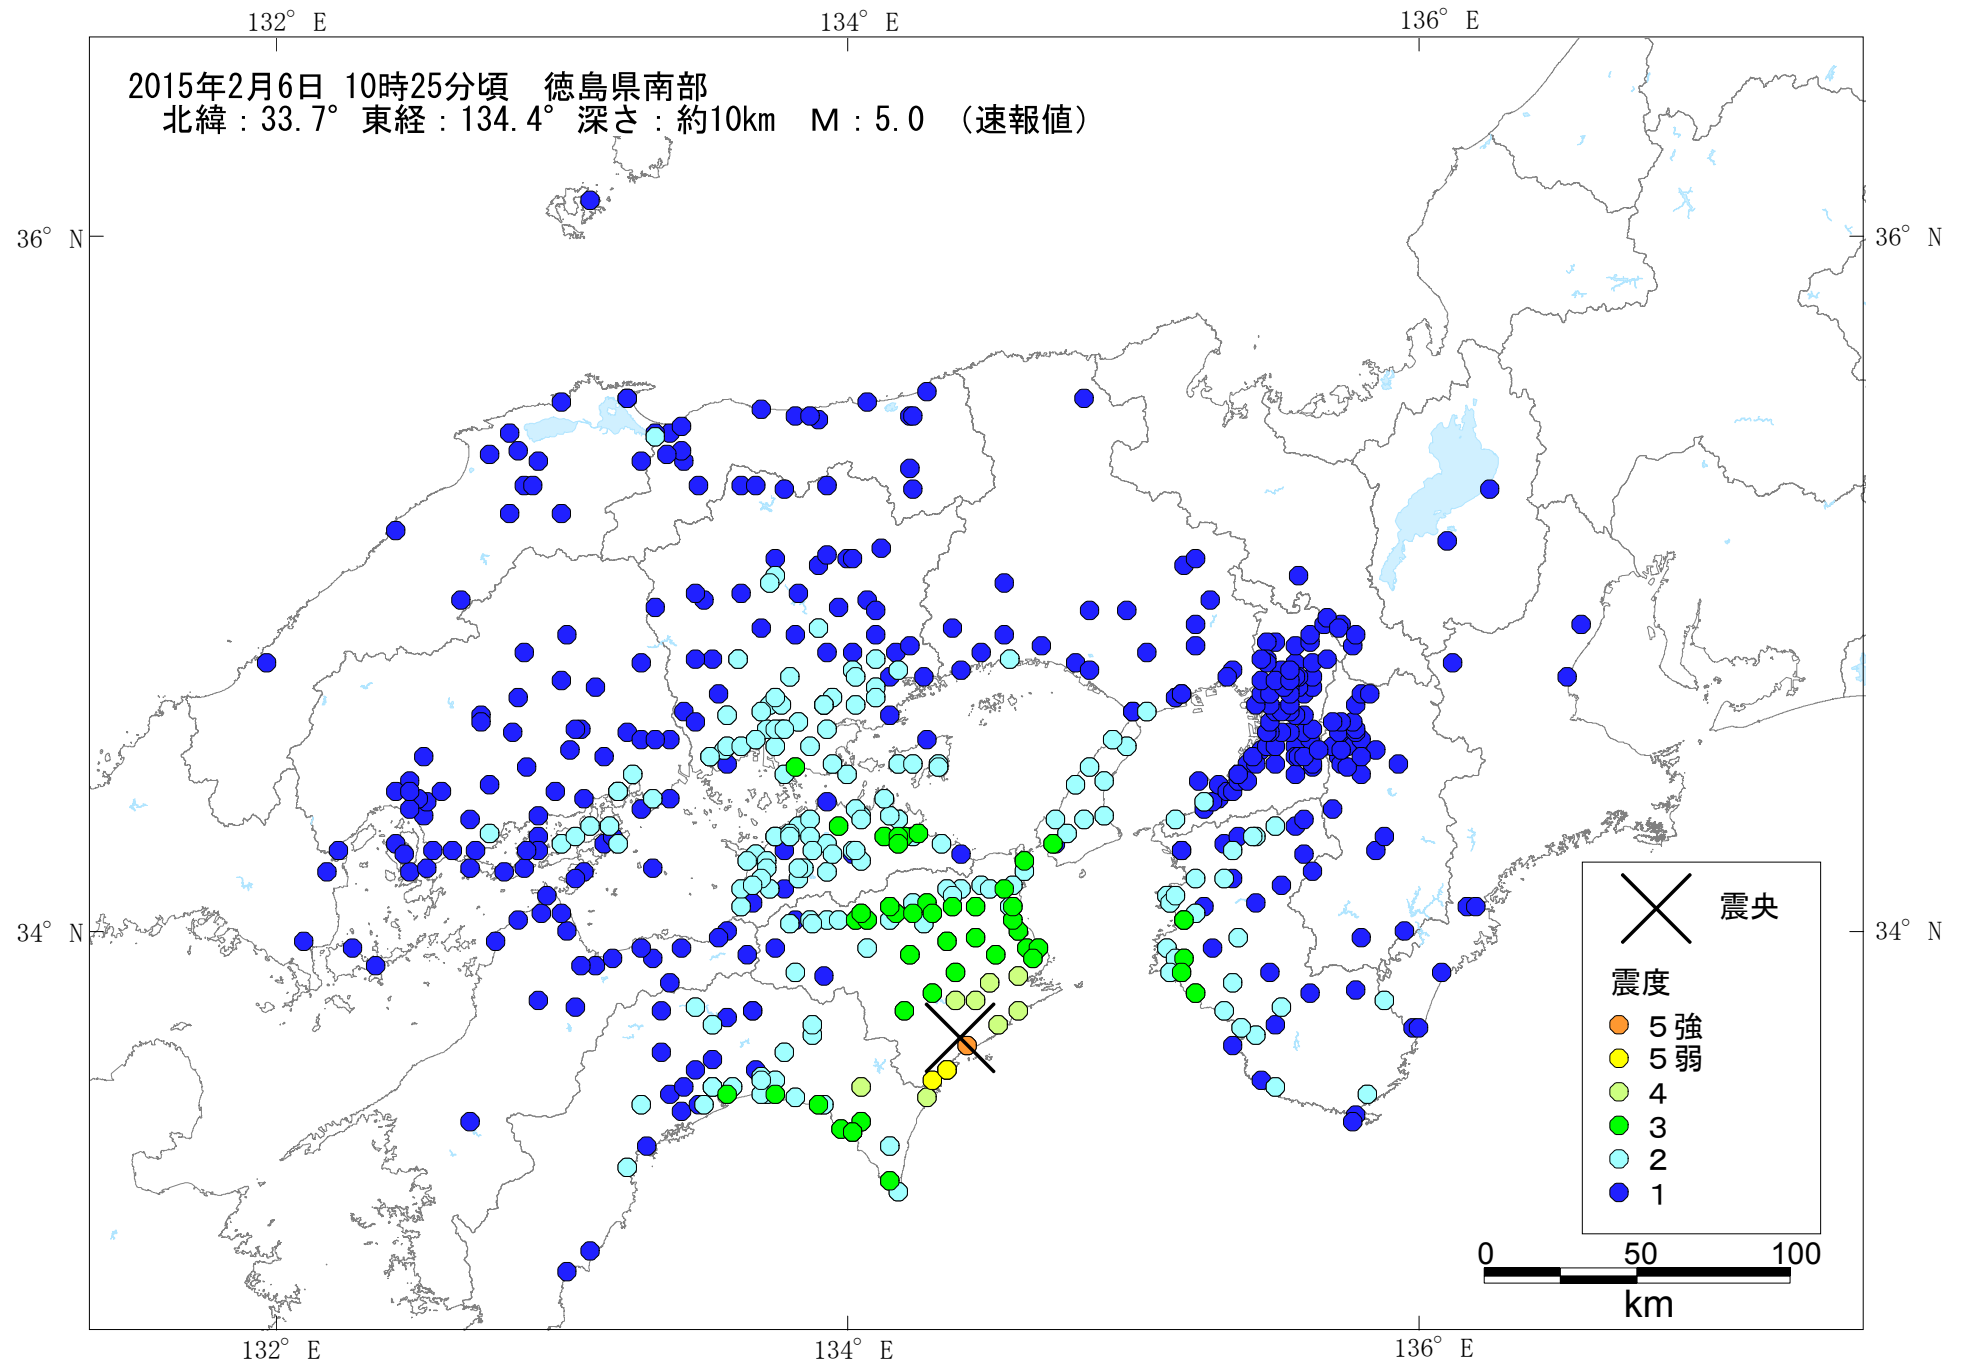 132° E
134° E
136° E
2015年2月6日 10時25分頃　徳島県南部
北緯：33.7° 東経：134.4° 深さ：約10km　M：5.0　（速報値）
36° N
36° N
34° N
34° N
震央
震度
５強
５弱
４
３
２
１
0 50 100
km
132° E
134° E
136° E